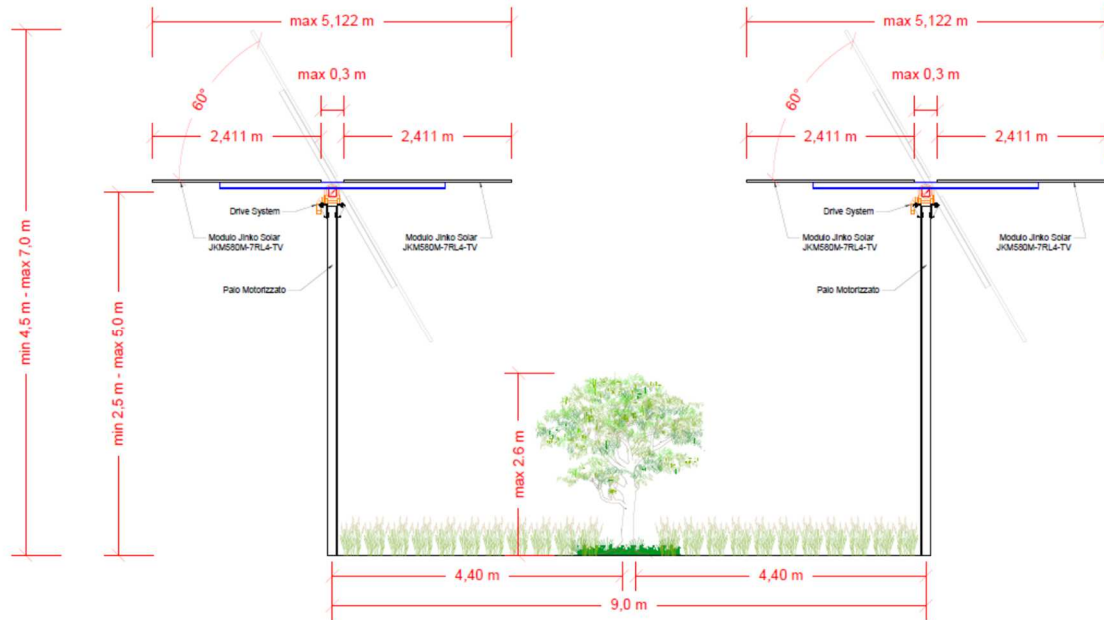 max 5,122 m
max 5,122 m
max 0,3 m
max 0,3 m
60°
60°
2,411 m
2,411 m
2,411 m
2,411 m
Drive System
Drive System
Modulo Jinko Solar
JKM580M-7RL4-TV
Modulo Jinko Solar
JKM580M-7RL4-TV
Modulo Jinko Solar
JKM580M-7RL4-TV
Modulo Jinko Solar
JKM580M-7RL4-TV
Palo Motorizzato
Palo Motorizzato
min 4,5 m - max 7,0 m
min 2,5 m - max 5,0 m
max 2.6 m
4,40 m
4,40 m
9,0 m